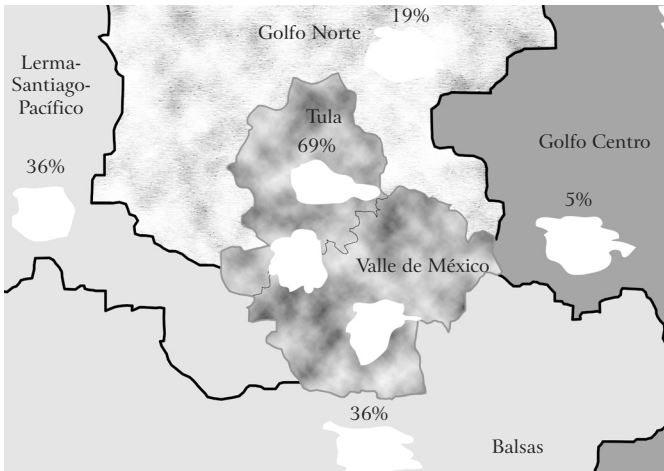 19%
Golfo Norte
Lerma-
Santiago-
Pacífico
Tula
69%
Golfo Centro
36%
5%
Valle de México
36%
Balsas